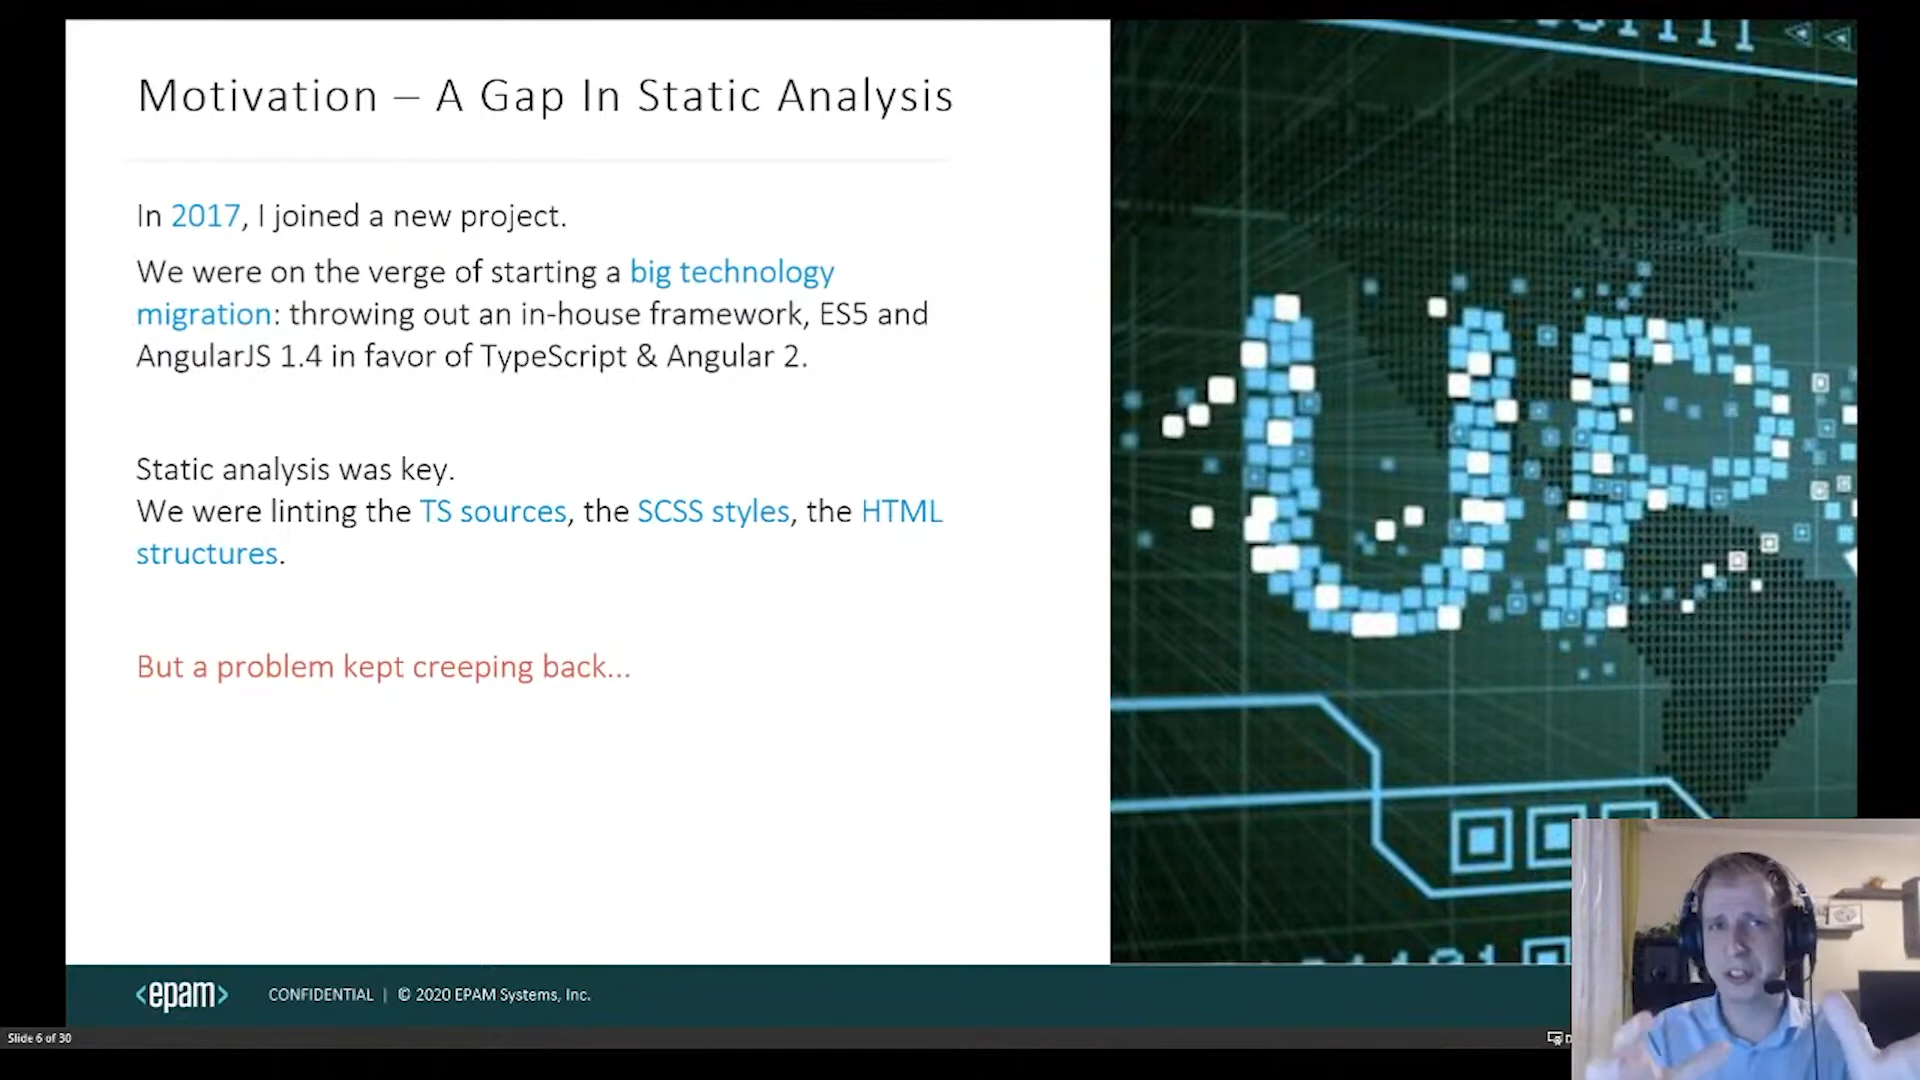 Motivation – A Gap In Static Analysis
In 2017, I joined a new project.
We were on the verge of starting a big technology
migration: throwing out an in-house framework, ES5 and
AngularJS 1.4 in favor of TypeScript & Angular 2.
Static analysis was key.
We were linting the TS sources, the SCSS styles, the HTML
structures.
But a problem kept creeping back...
UP
<epam> CONFIDENTIAL | © 2020 EPAM Systems, Inc.
Slide 6 of 30